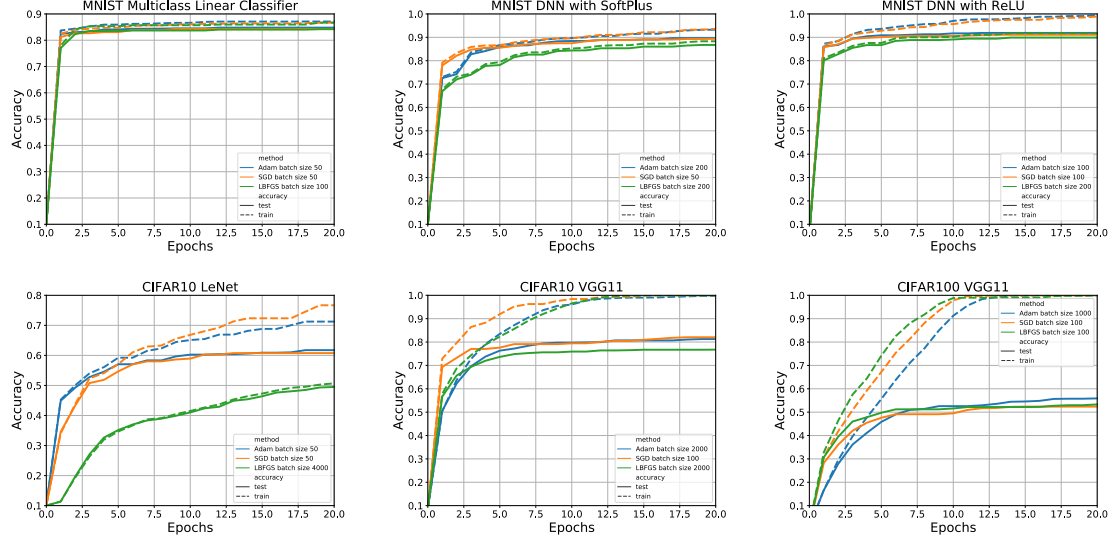 MNIST Multiclass Linear Classifier
0.9
0.8
0.7
0.6
0.5
0.4
0.3
0.2
0.1
Accuracy
method
Adam batch size 50
SGD batch size 50
LBFGS batch size 100
accuracy
test
train
0.0 2.5 5.0 7.5 10.0 12.5 15.0 17.5 20.0
Epochs
MNIST DNN with SoftPlus
1.0
0.9
0.8
0.7
0.6
0.5
0.4
0.3
0.2
0.1
Accuracy
method
Adam batch size 200
SGD batch size 50
LBFGS batch size 200
accuracy
test
train
0.0 2.5 5.0 7.5 10.0 12.5 15.0 17.5 20.0
Epochs
MNIST DNN with ReLU
1.0
0.9
0.8
0.7
0.6
0.5
0.4
0.3
0.2
0.1
Accuracy
method
Adam batch size 100
SGD batch size 100
LBFGS batch size 200
accuracy
test
train
0.0 2.5 5.0 7.5 10.0 12.5 15.0 17.5 20.0
Epochs
CIFAR10 LeNet
0.8
0.7
0.6
0.5
0.4
0.3
0.2
0.1
Accuracy
method
Adam batch size 50
SGD batch size 50
LBFGS batch size 4000
accuracy
test
train
0.0 2.5 5.0 7.5 10.0 12.5 15.0 17.5 20.0
Epochs
CIFAR10 VGG11
1.0
0.9
0.8
0.7
0.6
0.5
0.4
0.3
0.2
0.1
Accuracy
method
Adam batch size 2000
SGD batch size 100
LBFGS batch size 2000
accuracy
test
train
0.0 2.5 5.0 7.5 10.0 12.5 15.0 17.5 20.0
Epochs
CIFAR100 VGG11
1.0
0.9
0.8
0.7
0.6
0.5
0.4
0.3
0.2
0.1
Accuracy
method
Adam batch size 1000
SGD batch size 100
LBFGS batch size 100
accuracy
test
train
0.0 2.5 5.0 7.5 10.0 12.5 15.0 17.5 20.0
Epochs